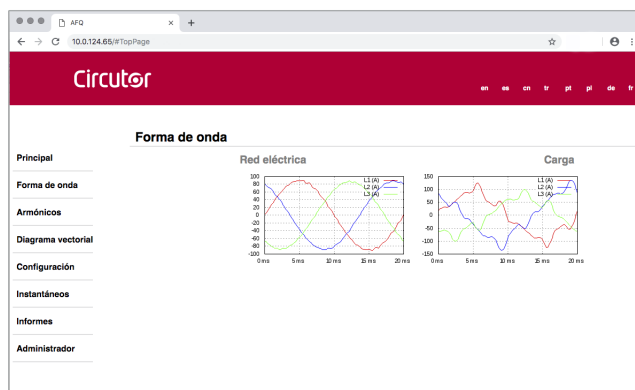 AFQ
10.0.124.65/#TopPage
Circutor
en es cn tr pt pl de fr
Forma de onda
Principal
Forma de onda
Armónicos
Diagrama vectorial
Configuración
Instantáneos
Informes
Administrador
Red eléctrica
L1 (A)
L2 (A)
L3 (A)
100
80
60
40
20
0
-20
-40
-60
-80
-100
0 ms 5 ms 10 ms 15 ms 20 ms
Carga
L1 (A)
L2 (A)
L3 (A)
150
100
50
0
-50
-100
-150
0 ms 5 ms 10 ms 15 ms 20 ms